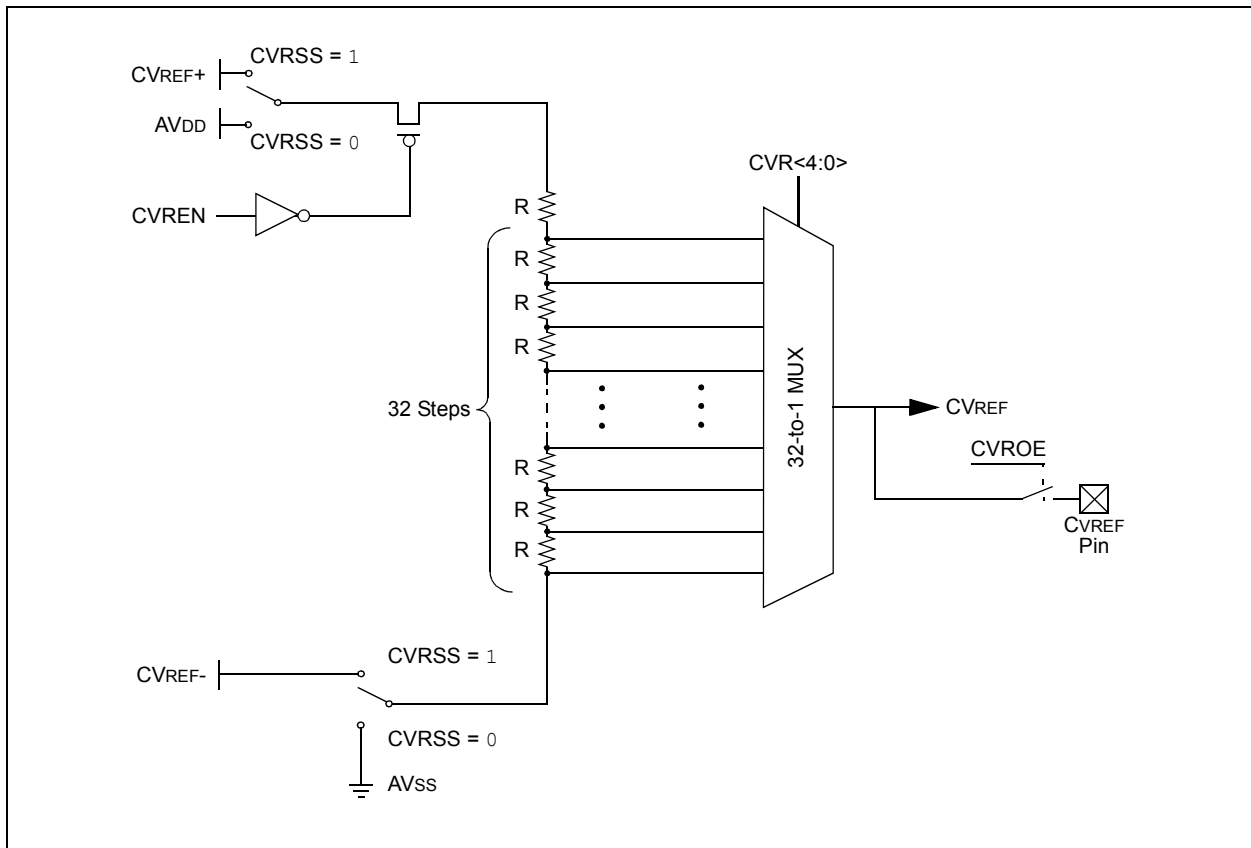 CVRSS = 1
CVREF+
AVDD
CVRSS = 0
CVREN
CVR<4:0>
R
R
R
R
32 Steps
32-to-1 MUX
CVREF
CVROE
R
R
R
CVREF
Pin
CVRSS = 1
CVREF-
CVRSS = 0
AVSS